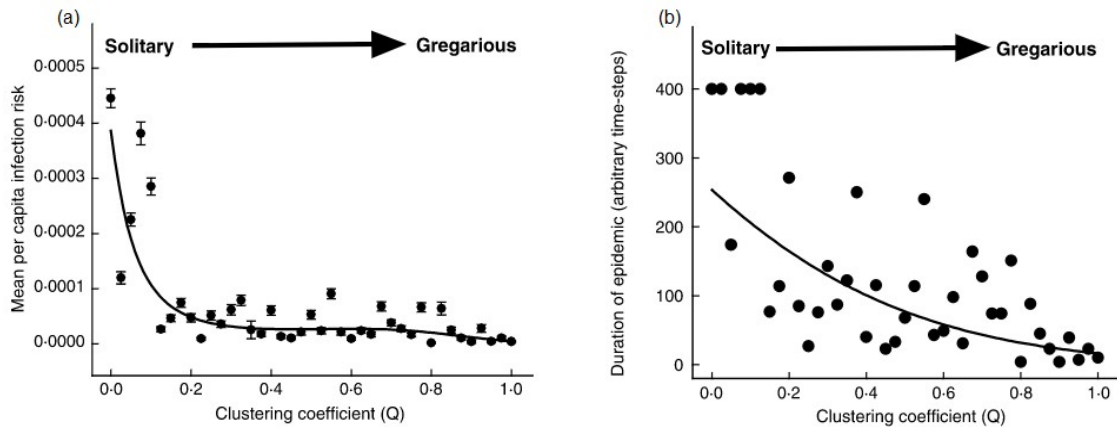 (a)
Solitary Gregarious
0·0005
0·0004
0·0003
0·0002
0·0001
0·0000
Mean per capita infection risk
0·0 0·2 0·4 0·6 0·8 1·0
Clustering coefficient (Q)
(b)
Solitary Gregarious
400
300
200
100
0
Duration of epidemic (arbitrary time-steps)
0·0 0·2 0·4 0·6 0·8 1·0
Clustering coefficient (Q)